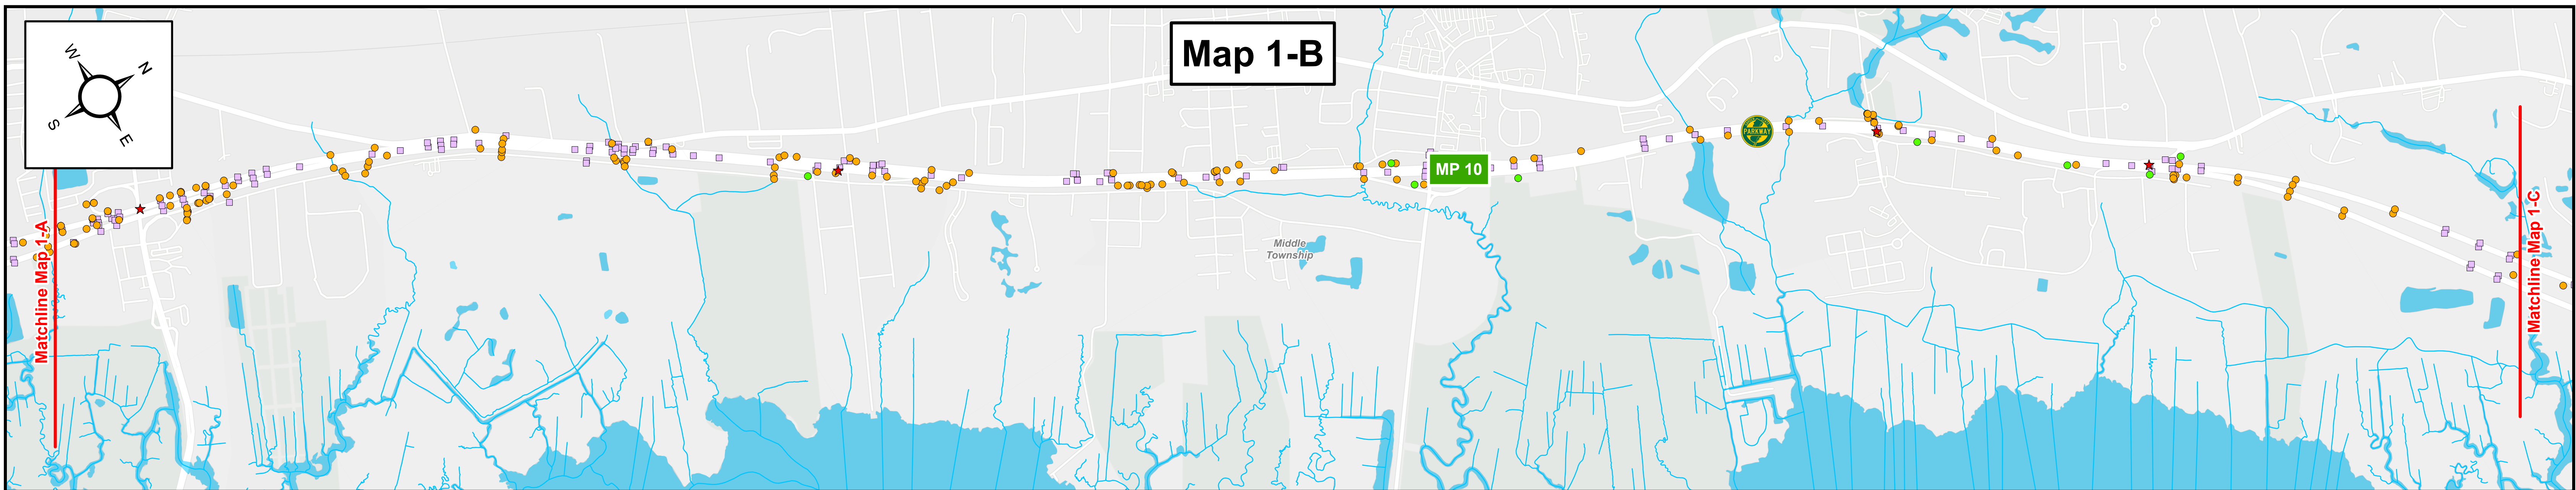 Map 1-B
W
N
S
E
PARKWAY
MP 10
Matchline Map 1-A
Middle
Township
Matchline Map 1-C